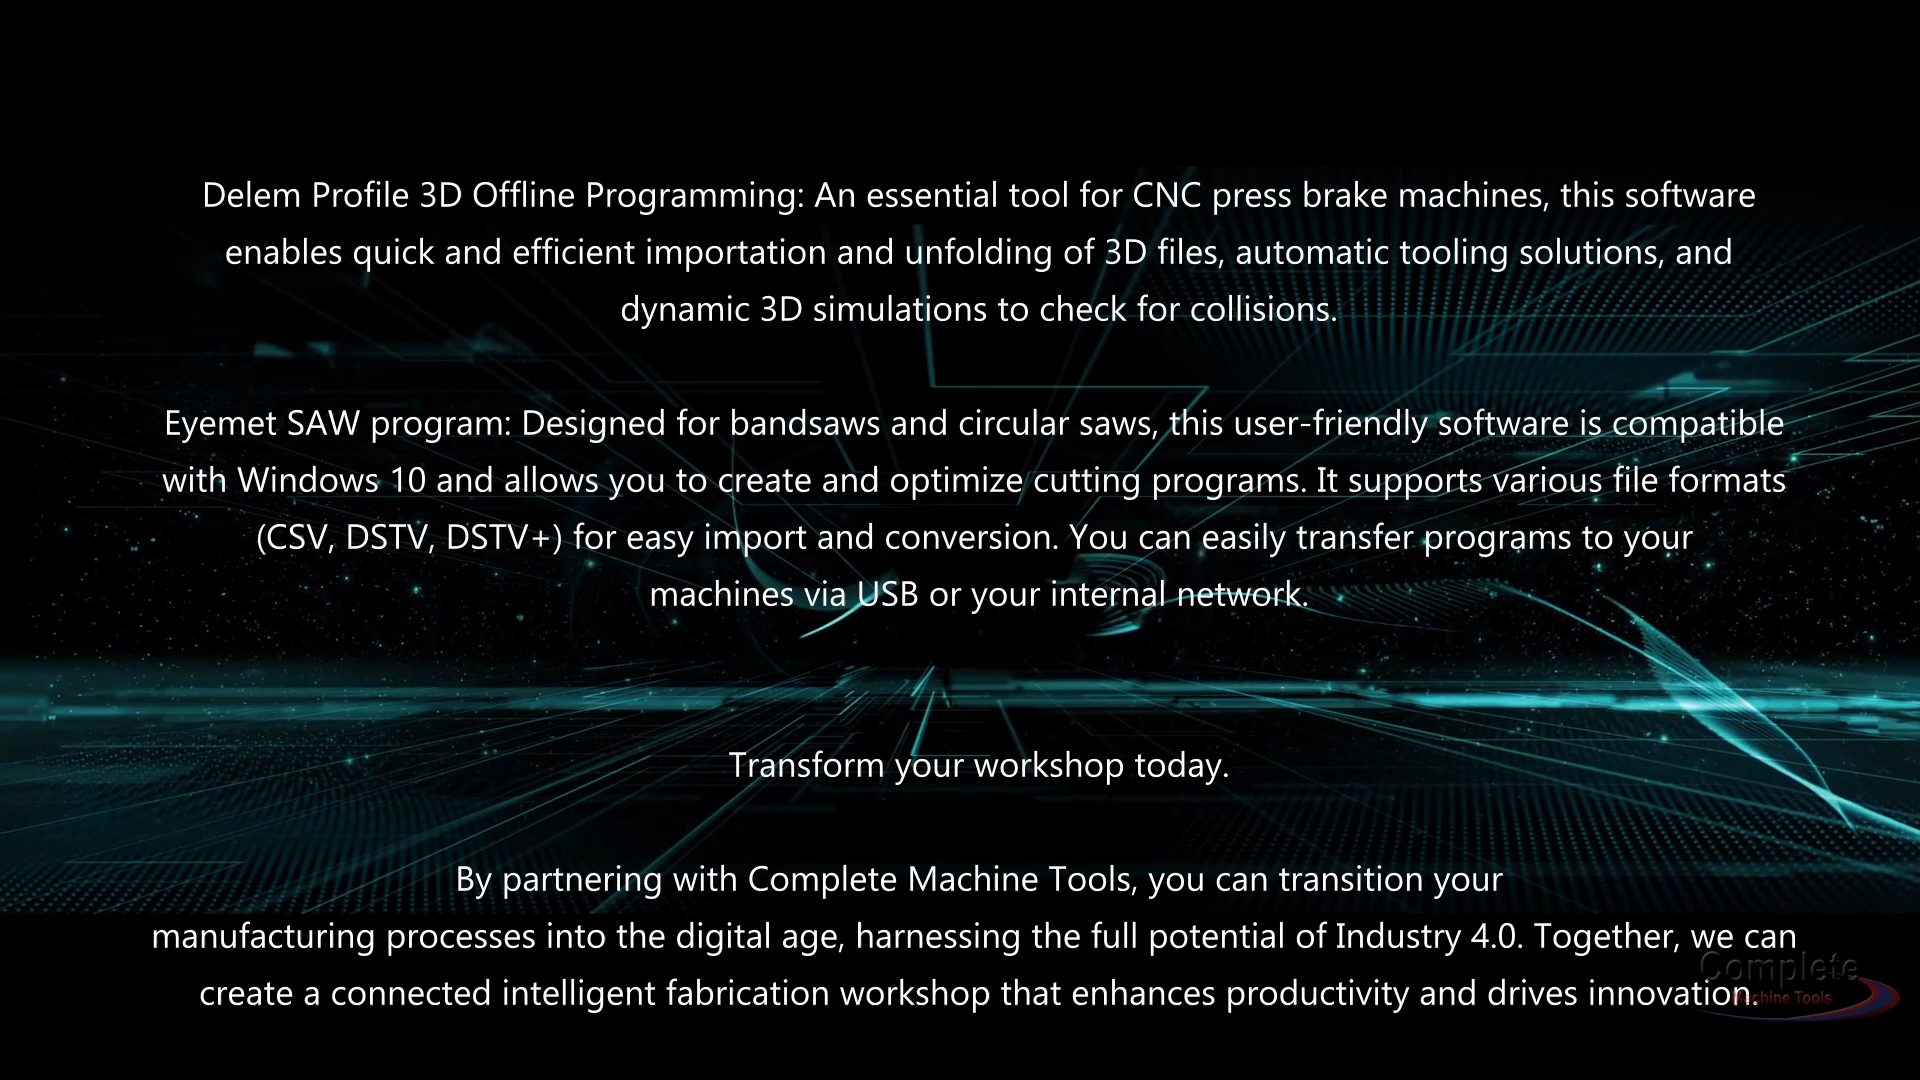 Delem Profile 3D Offline Programming: An essential tool for CNC press brake machines, this software
enables quick and efficient importation and unfolding of 3D files, automatic tooling solutions, and
dynamic 3D simulations to check for collisions.
Eyemet SAW program: Designed for bandsaws and circular saws, this user-friendly software is compatible
with Windows 10 and allows you to create and optimize cutting programs. It supports various file formats
(CSV, DSTV, DSTV+) for easy import and conversion. You can easily transfer programs to your
machines via USB or your internal network.
Transform your workshop today.
By partnering with Complete Machine Tools, you can transition your
manufacturing processes into the digital age, harnessing the full potential of Industry 4.0. Together, we can
create a connected intelligent fabrication workshop that enhances productivity and drives innovation.
Complete
Machine Tools